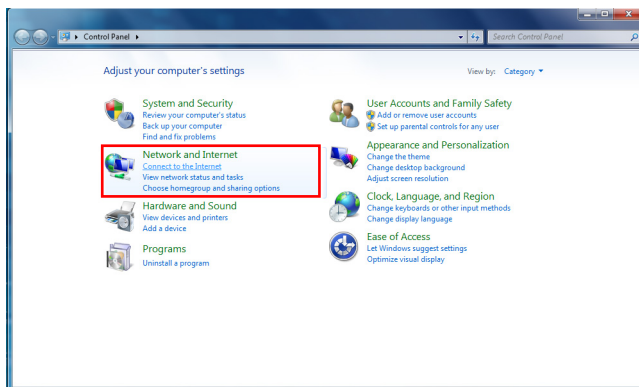 Control Panel
Search Control Panel
Adjust your computer's settings
View by: Category
System and Security
Review your computer's status
Back up your computer
Find and fix problems
Network and Internet
Connect to the Internet
View network status and tasks
Choose homegroup and sharing options
Hardware and Sound
View devices and printers
Add a device
Programs
Uninstall a program
User Accounts and Family Safety
Add or remove user accounts
Set up parental controls for any user
Appearance and Personalization
Change the theme
Change desktop background
Adjust screen resolution
Clock, Language, and Region
Change keyboards or other input methods
Change display language
Ease of Access
Let Windows suggest settings
Optimize visual display